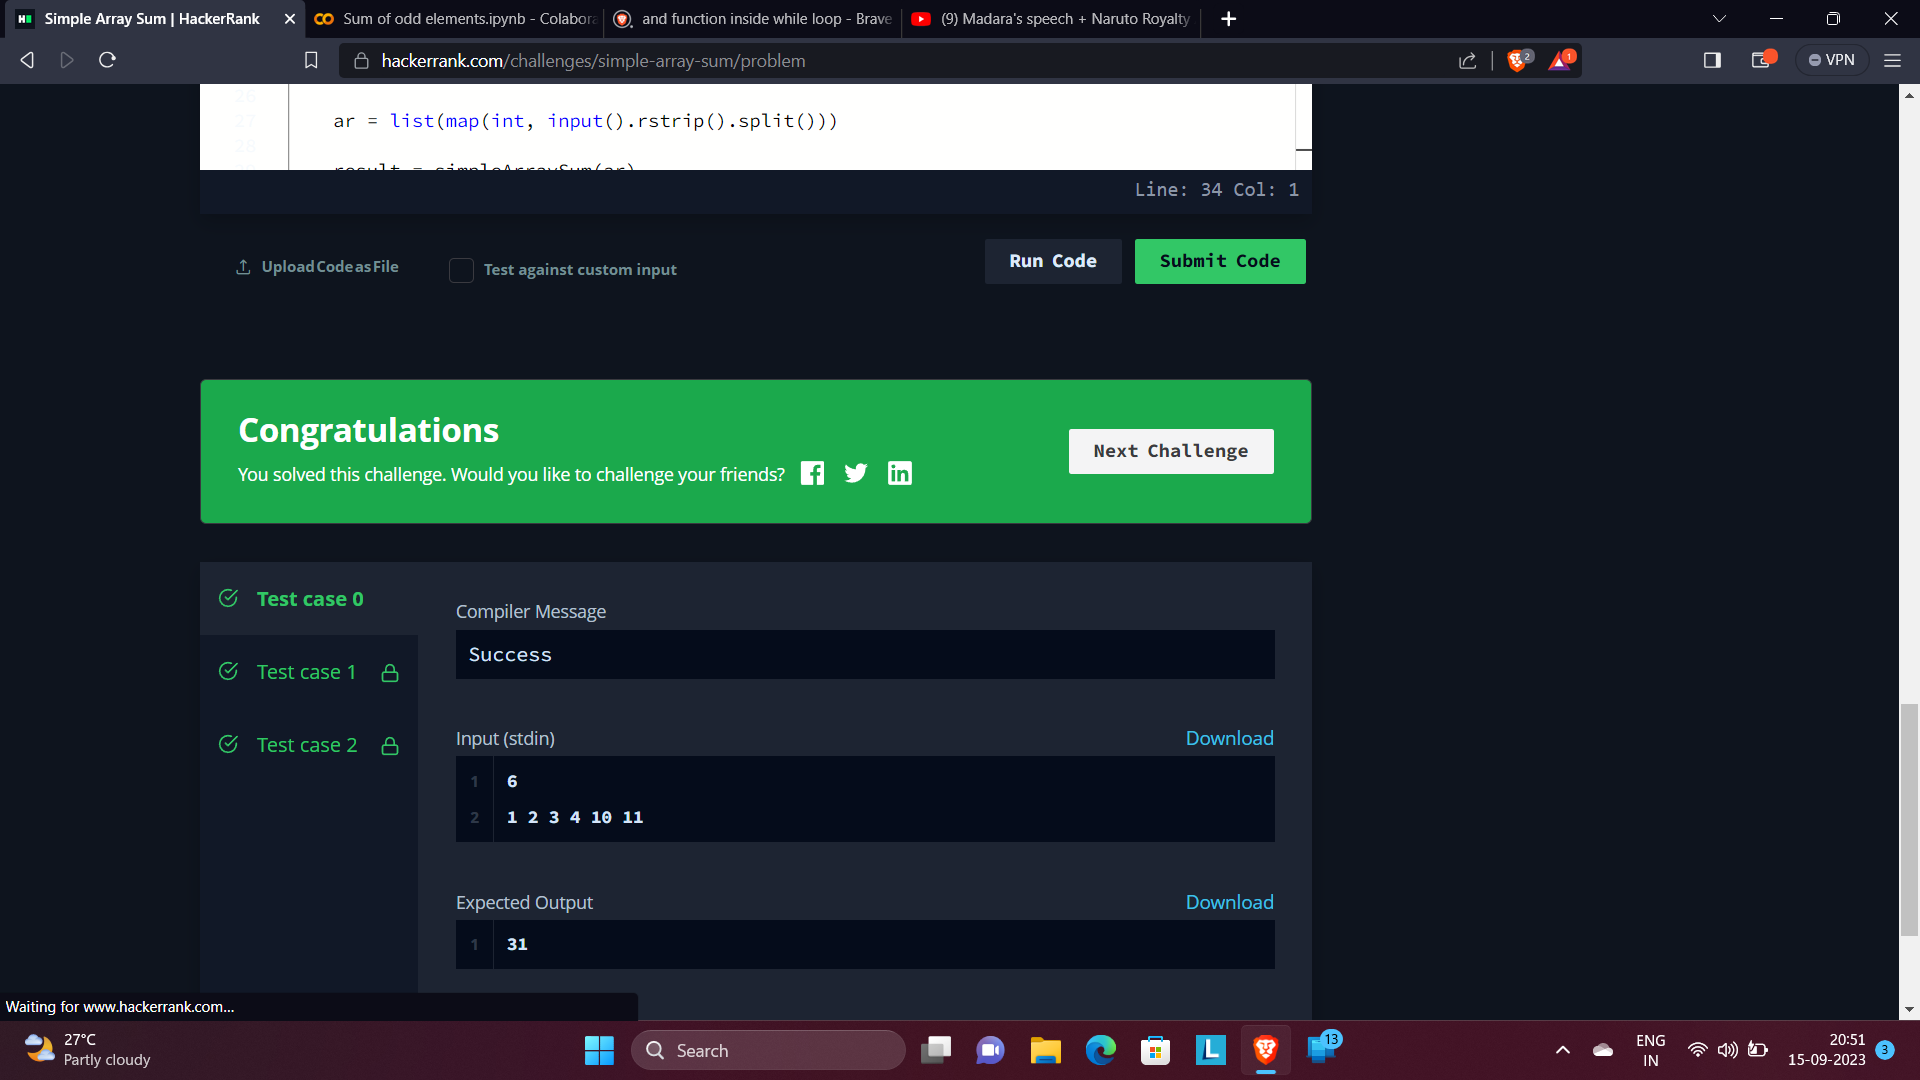 Simple Array Sum | HackerRank
Sum of odd elements.ipynb - Colabora
and function inside while loop - Brave
(9) Madara's speech + Naruto Royalty
hackerrank.com/challenges/simple-array-sum/problem
2
1
VPN
26
27 ar = list(map(int, input().rstrip().split()))
28
result = simpleArraySum(ar)
Line: 34 Col: 1
Upload Code as File
Test against custom input
Run Code
Submit Code
Congratulations
You solved this challenge. Would you like to challenge your friends?
Next Challenge
Test case 0
Test case 1
Test case 2
Compiler Message
Success
Input (stdin)
Download
1 6
2 1 2 3 4 10 11
Expected Output
Download
1 31
Waiting for www.hackerrank.com...
27°C
Partly cloudy
Search
13
ENG
IN
20:51
15-09-2023
3